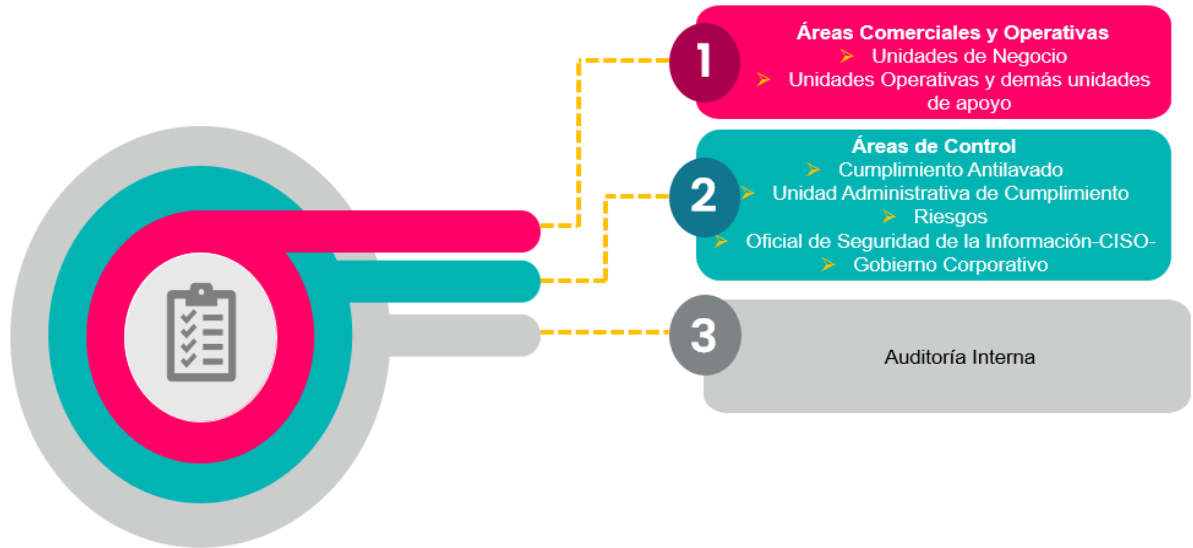 1
Áreas Comerciales y Operativas
➢ Unidades de Negocio
➢ Unidades Operativas y demás unidades
de apoyo
2
Áreas de Control
➢ Cumplimiento Antilavado
➢ Unidad Administrativa de Cumplimiento
➢ Riesgos
➢ Oficial de Seguridad de la Información-CISO-
➢ Gobierno Corporativo
3
Auditoría Interna